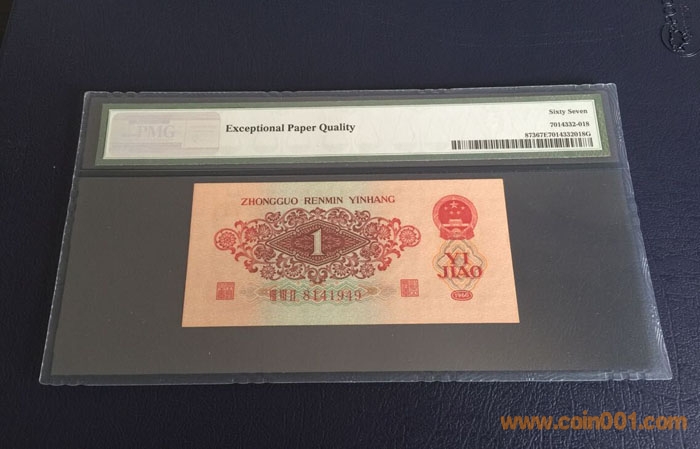 PMG
Exceptional Paper Quality
Sixty Seven
7014332-018
87367E7014332018G
ZHONGGUO RENMIN YINHANG
1
YI
JIAO
8141949
1960
www.coin001.com